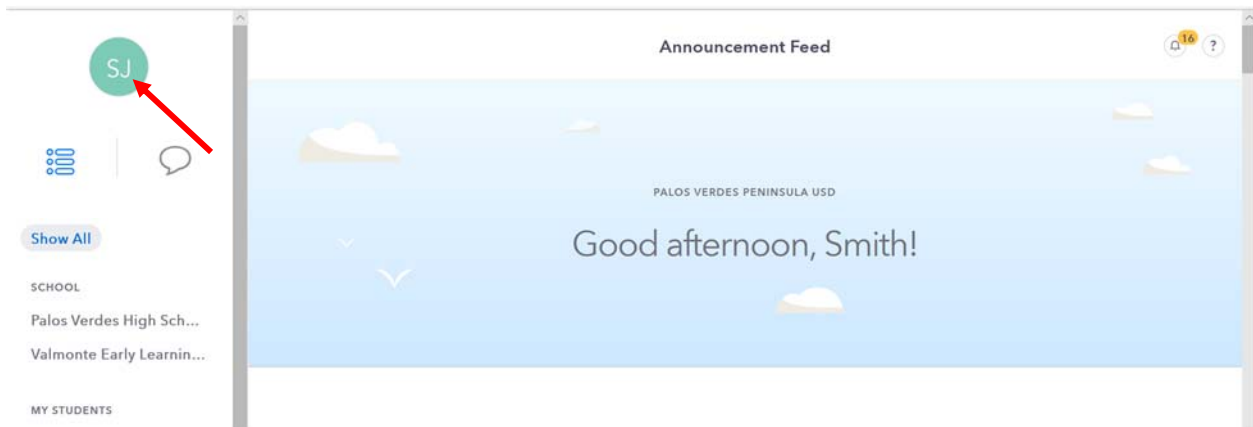 SJ
Announcement Feed
16
?
Show All
SCHOOL
Palos Verdes High Sch...
Valmonte Early Learnin...
MY STUDENTS
PALOS VERDES PENINSULA USD
Good afternoon, Smith!